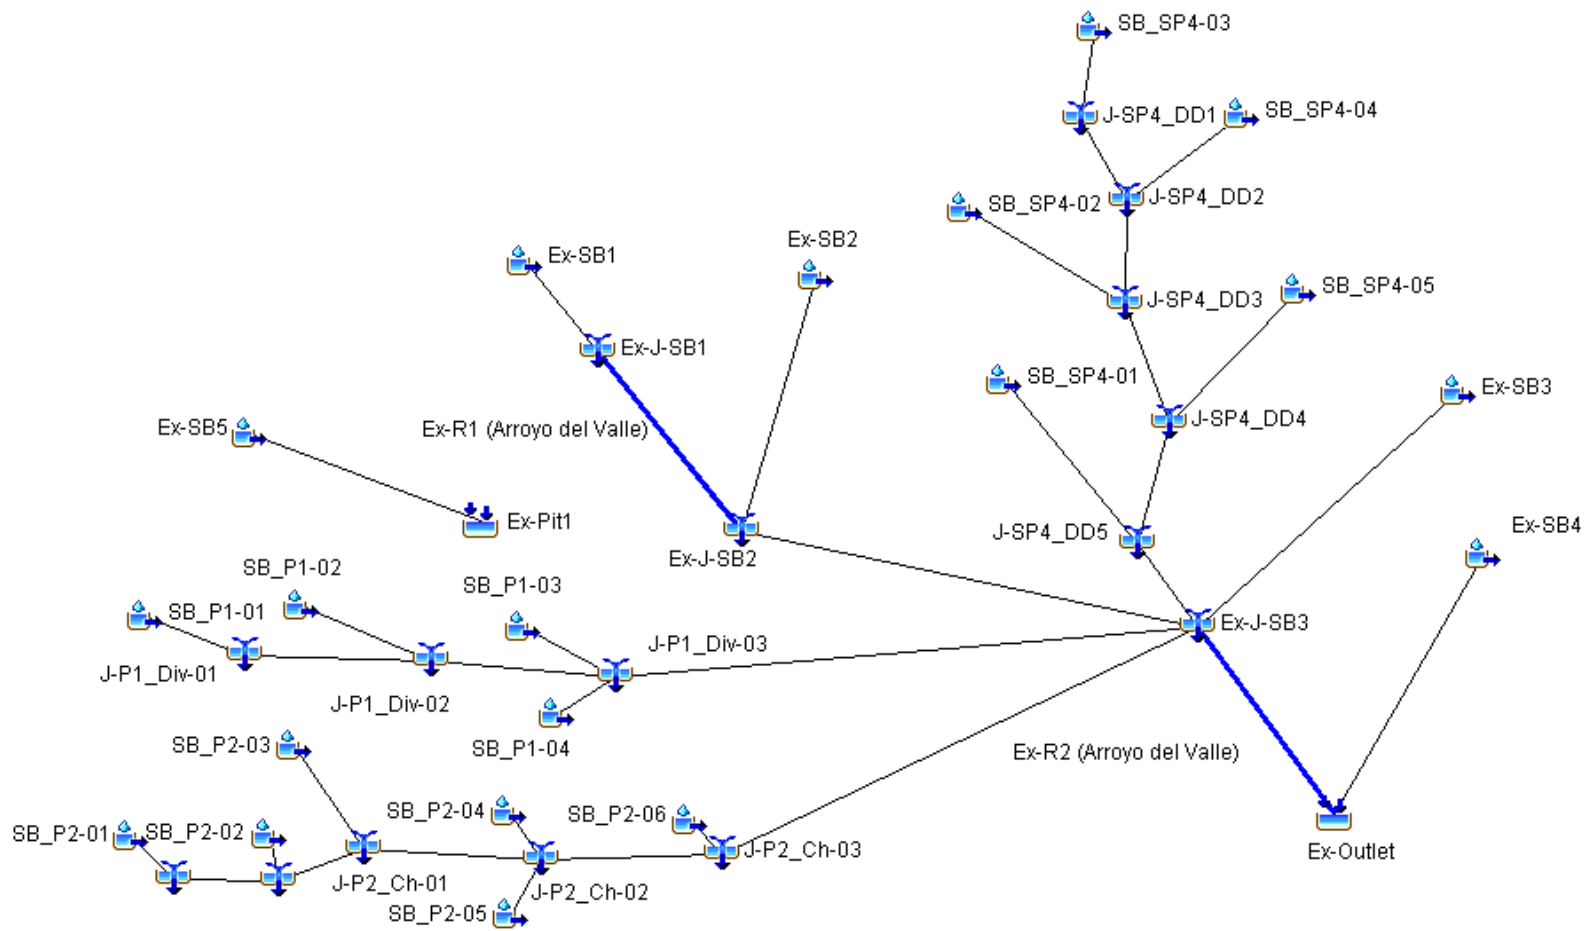 SB_SP4-03
J-SP4_DD1
SB_SP4-04
SB_SP4-02
J-SP4_DD2
Ex-SB1
Ex-SB2
J-SP4_DD3
SB_SP4-05
Ex-J-SB1
SB_SP4-01
Ex-SB3
Ex-SB5
Ex-R1 (Arroyo del Valle)
J-SP4_DD4
Ex-Pit1
Ex-J-SB2
J-SP4_DD5
Ex-SB4
SB_P1-02
SB_P1-03
SB_P1-01
Ex-J-SB3
J-P1_Div-03
J-P1_Div-01
J-P1_Div-02
SB_P1-04
SB_P2-03
Ex-R2 (Arroyo del Valle)
SB_P2-04
SB_P2-06
SB_P2-01
SB_P2-02
J-P2_Ch-03
Ex-Outlet
J-P2_Ch-01
J-P2_Ch-02
SB_P2-05